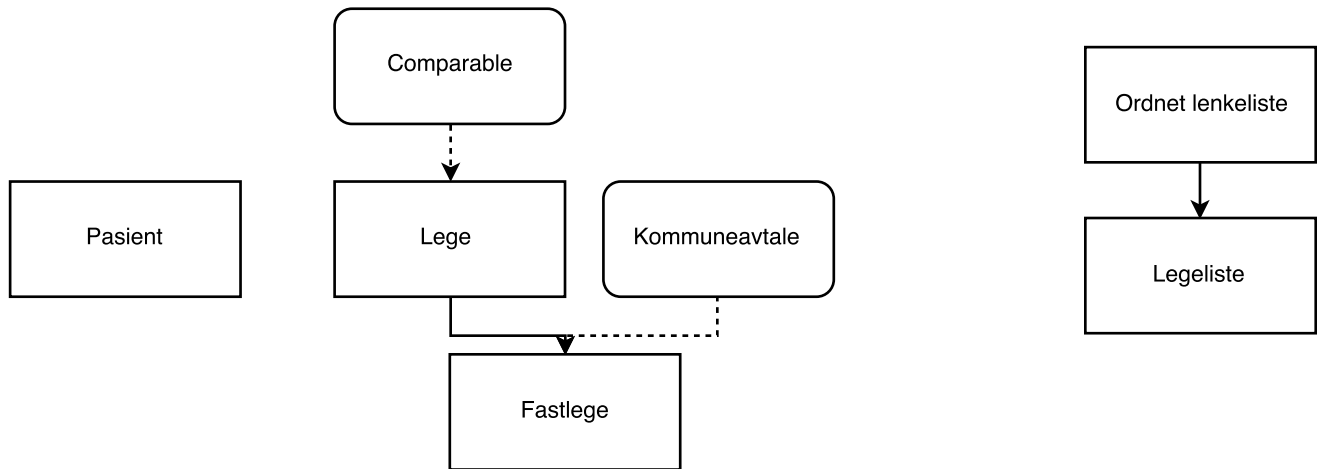 Comparable
Ordnet lenkeliste
Pasient
Lege
Kommuneavtale
Legeliste
Fastlege